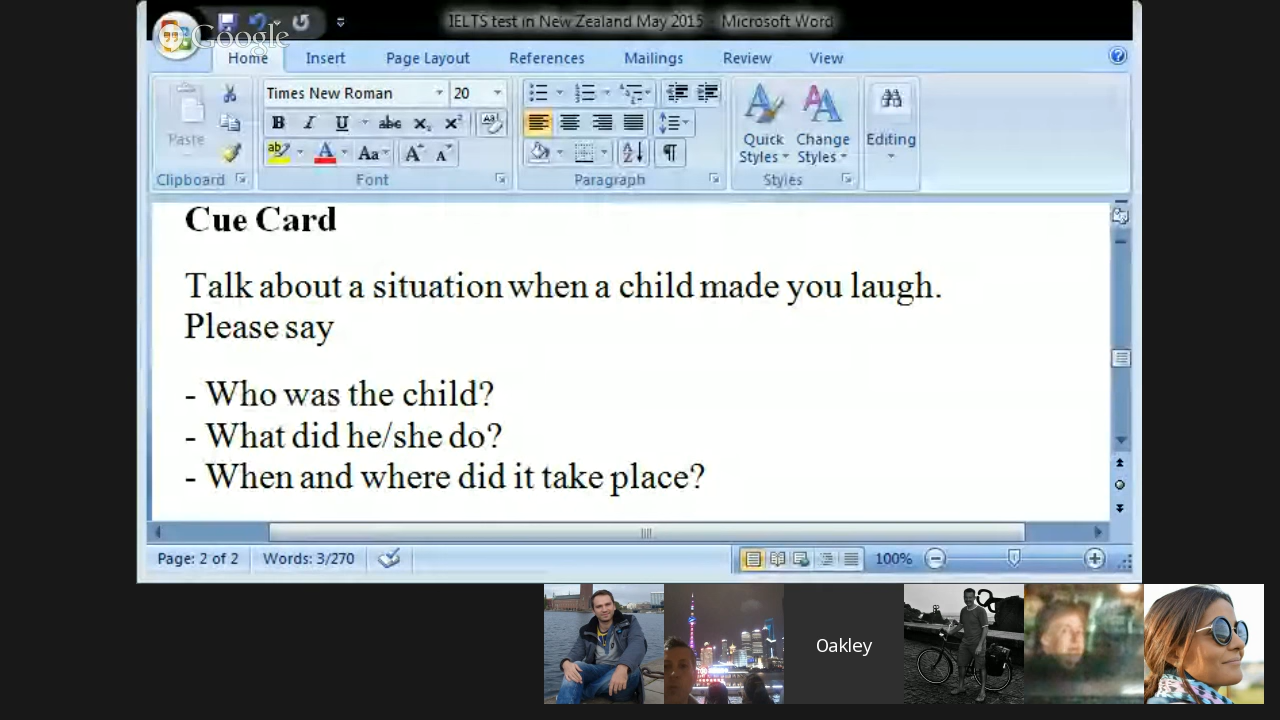 IELTS test in New Zealand May 2015 - Microsoft Word
Google
Home Insert Page Layout References Mailings Review View
Times New Roman 20
Paste
Quick Styles
Change Styles
Editing
Clipboard Font Paragraph Styles
Cue Card
Talk about a situation when a child made you laugh.
Please say
- Who was the child?
- What did he/she do?
- When and where did it take place?
Page: 2 of 2 Words: 3/270 100%
Oakley